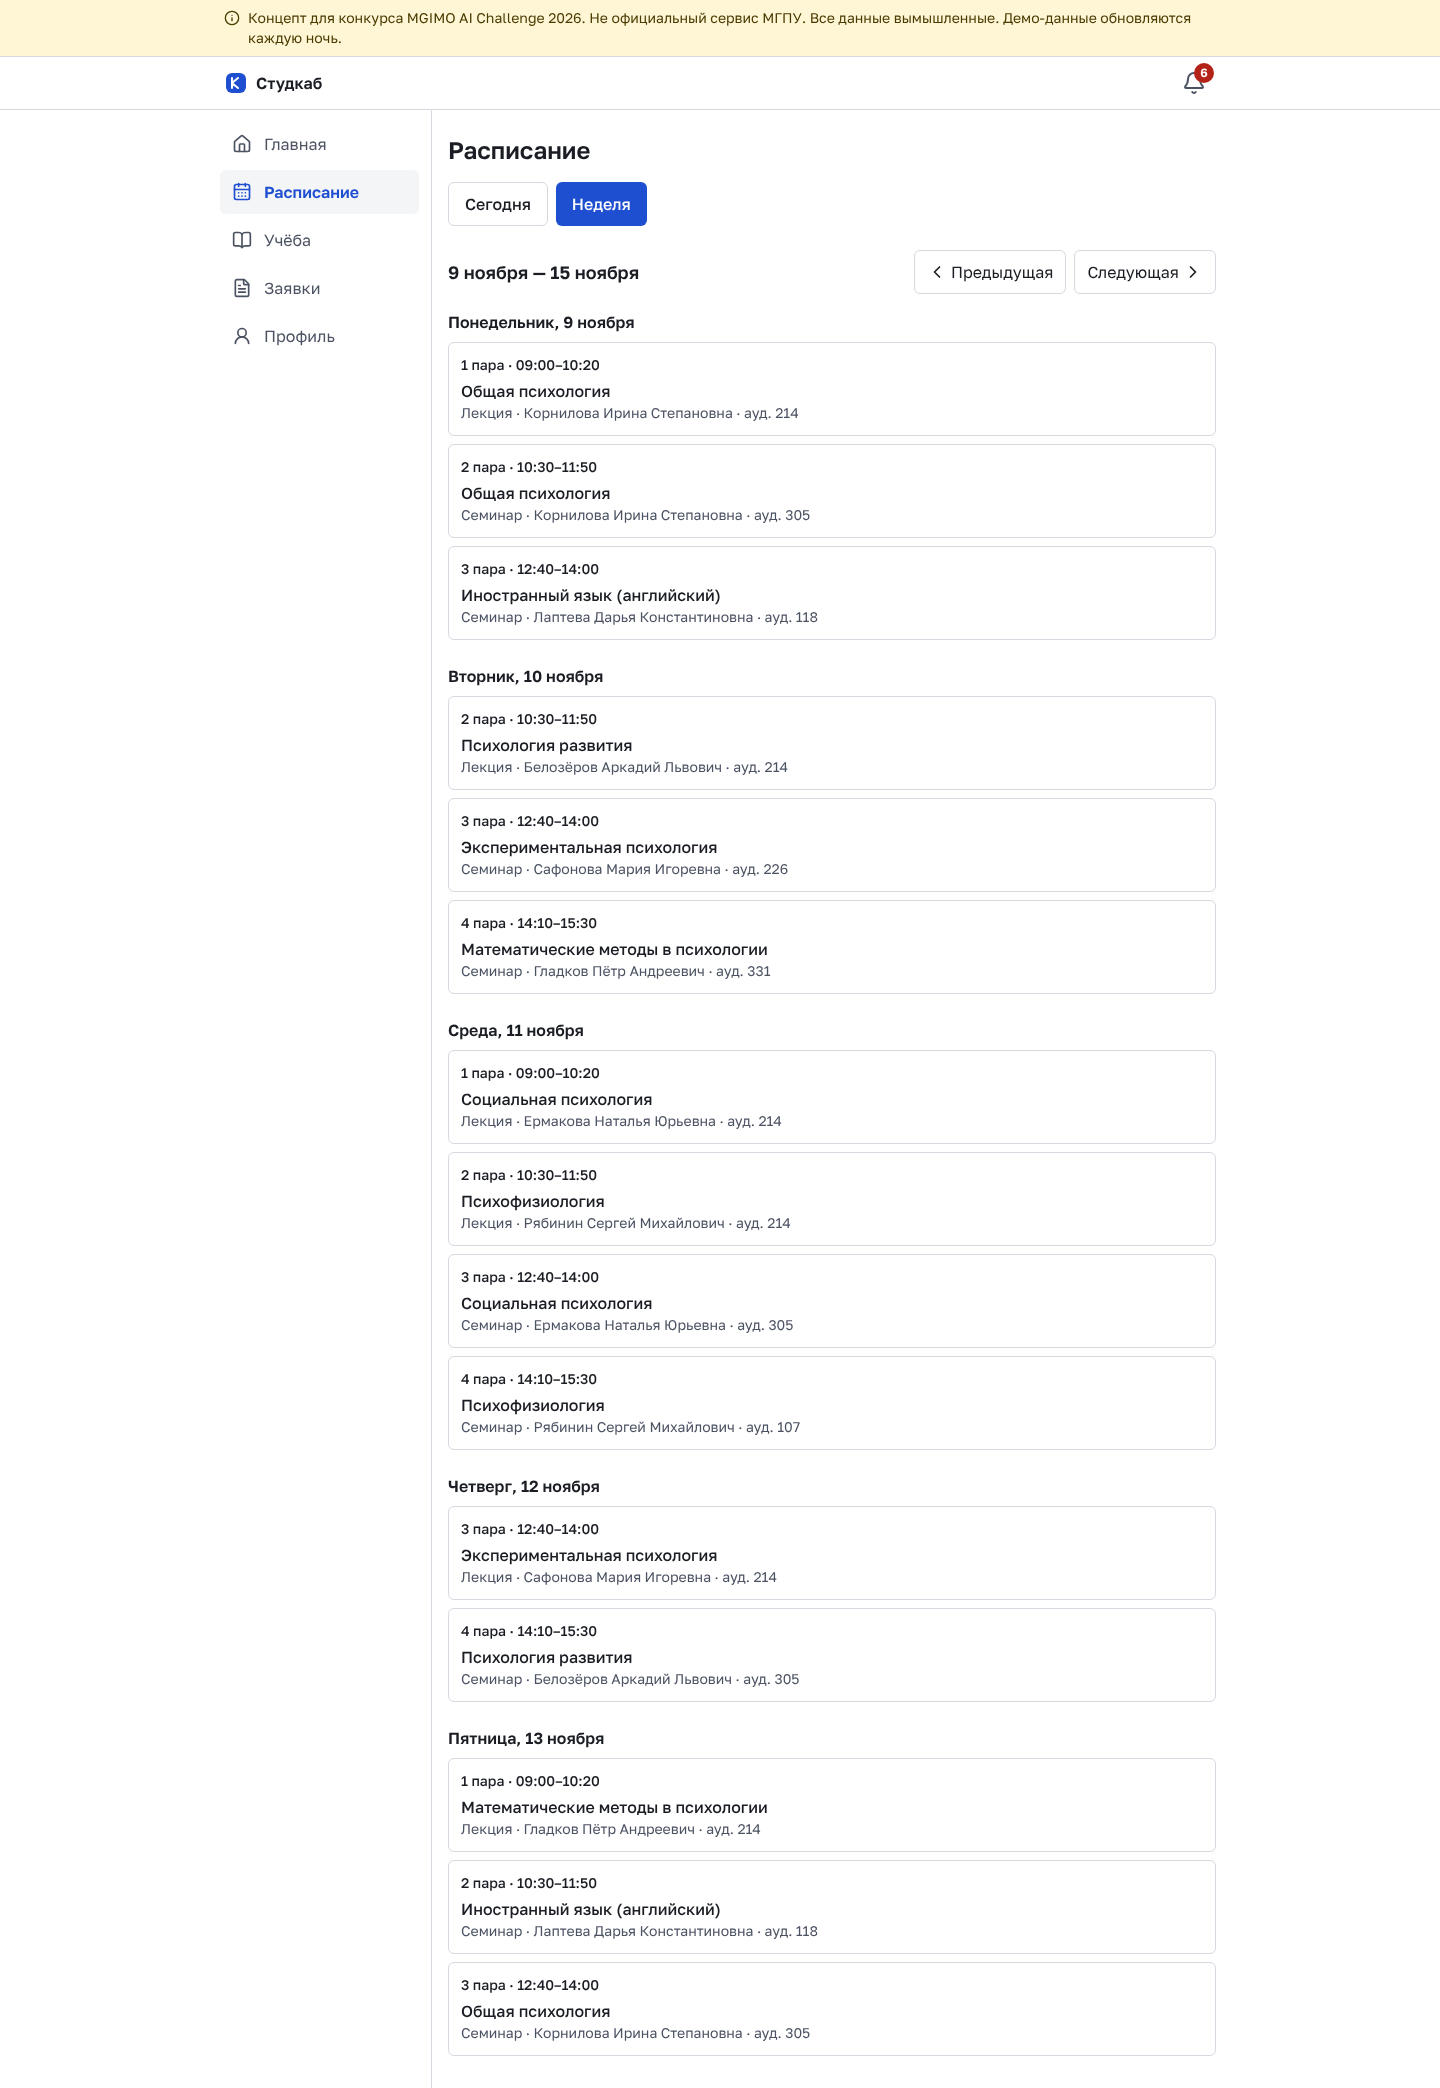 Концепт для конкурса MGIMO AI Challenge 2026. Не официальный сервис МГПУ. Все данные вымышленные. Демо-данные обновляются
каждую ночь.
Студкаб
6
Главная
Расписание
Учёба
Заявки
Профиль
Расписание
Сегодня
Неделя
9 ноября — 15 ноября
Предыдущая
Следующая
Понедельник, 9 ноября
1 пара · 09:00–10:20
Общая психология
Лекция · Корнилова Ирина Степановна · ауд. 214
2 пара · 10:30–11:50
Общая психология
Семинар · Корнилова Ирина Степановна · ауд. 305
3 пара · 12:40–14:00
Иностранный язык (английский)
Семинар · Лаптева Дарья Константиновна · ауд. 118
Вторник, 10 ноября
2 пара · 10:30–11:50
Психология развития
Лекция · Белозёров Аркадий Львович · ауд. 214
3 пара · 12:40–14:00
Экспериментальная психология
Семинар · Сафонова Мария Игоревна · ауд. 226
4 пара · 14:10–15:30
Математические методы в психологии
Семинар · Гладков Пётр Андреевич · ауд. 331
Среда, 11 ноября
1 пара · 09:00–10:20
Социальная психология
Лекция · Ермакова Наталья Юрьевна · ауд. 214
2 пара · 10:30–11:50
Психофизиология
Лекция · Рябинин Сергей Михайлович · ауд. 214
3 пара · 12:40–14:00
Социальная психология
Семинар · Ермакова Наталья Юрьевна · ауд. 305
4 пара · 14:10–15:30
Психофизиология
Семинар · Рябинин Сергей Михайлович · ауд. 107
Четверг, 12 ноября
3 пара · 12:40–14:00
Экспериментальная психология
Лекция · Сафонова Мария Игоревна · ауд. 214
4 пара · 14:10–15:30
Психология развития
Семинар · Белозёров Аркадий Львович · ауд. 305
Пятница, 13 ноября
1 пара · 09:00–10:20
Математические методы в психологии
Лекция · Гладков Пётр Андреевич · ауд. 214
2 пара · 10:30–11:50
Иностранный язык (английский)
Семинар · Лаптева Дарья Константиновна · ауд. 118
3 пара · 12:40–14:00
Общая психология
Семинар · Корнилова Ирина Степановна · ауд. 305